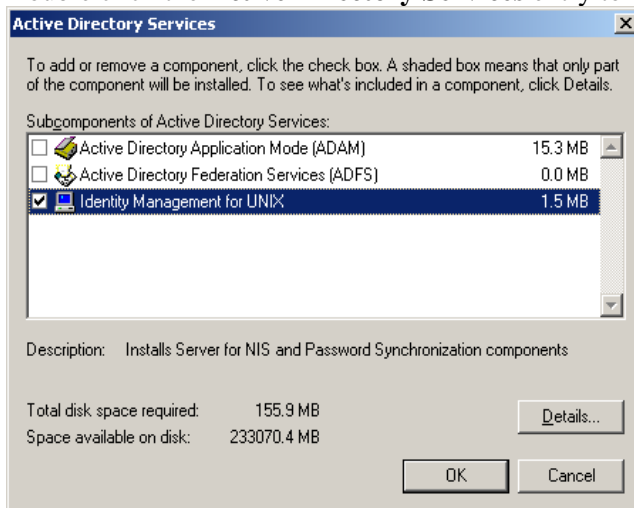 Active Directory Services
To add or remove a component, click the check box. A shaded box means that only part
of the component will be installed. To see what's included in a component, click Details.
Subcomponents of Active Directory Services:
Active Directory Application Mode (ADAM) 15.3 MB
Active Directory Federation Services (ADFS) 0.0 MB
Identity Management for UNIX 1.5 MB
Description: Installs Server for NIS and Password Synchronization components
Total disk space required: 155.9 MB
Space available on disk: 233070.4 MB
Details...
OK Cancel